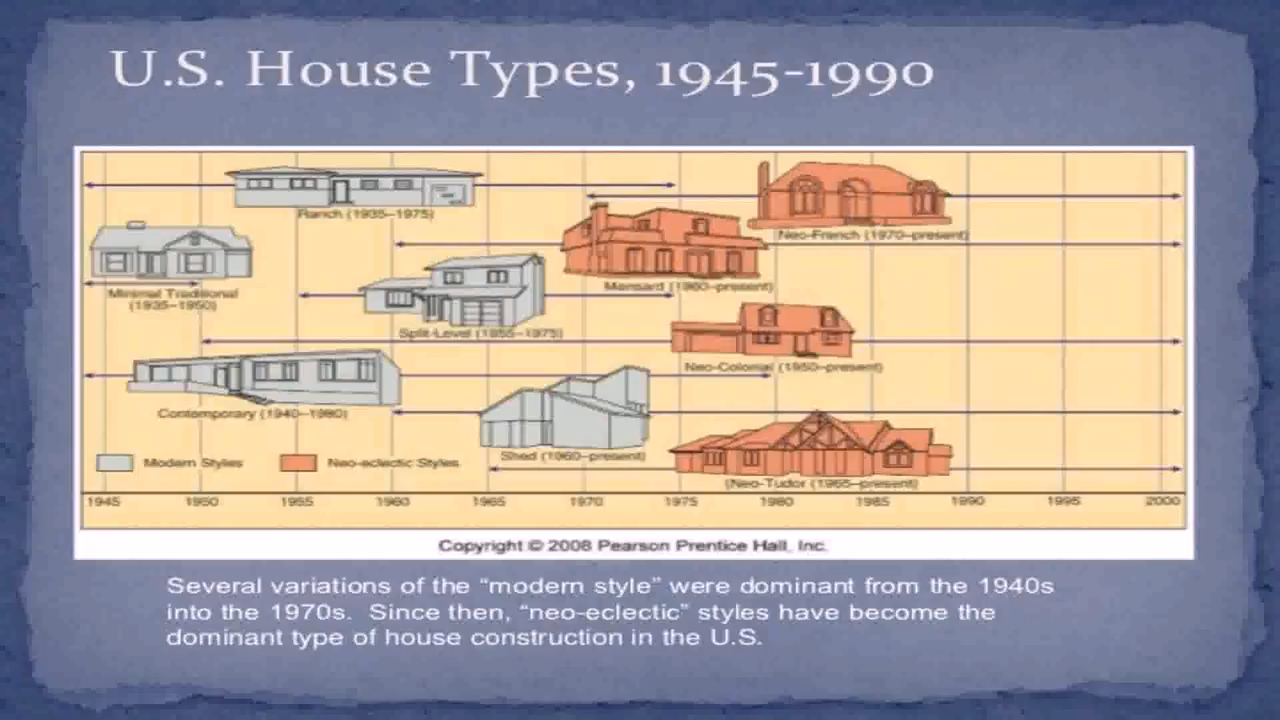 U.S. House Types, 1945-1990
Ranch (1935–1975)
Neo-French (1970–present)
Mansard (1960–present)
Minimal Traditional
(1935–1950)
Split-Level (1955–1975)
Neo-Colonial (1950–present)
Contemporary (1940–1980)
Shed (1960–present)
Modern Styles
Neo-eclectic Styles
(Neo-Tudor (1965–present)
1945 1950 1955 1960 1965 1970 1975 1980 1985 1990 1995 2000
Copyright © 2008 Pearson Prentice Hall, Inc.
Several variations of the “modern style” were dominant from the 1940s
into the 1970s. Since then, “neo-eclectic” styles have become the
dominant type of house construction in the U.S.